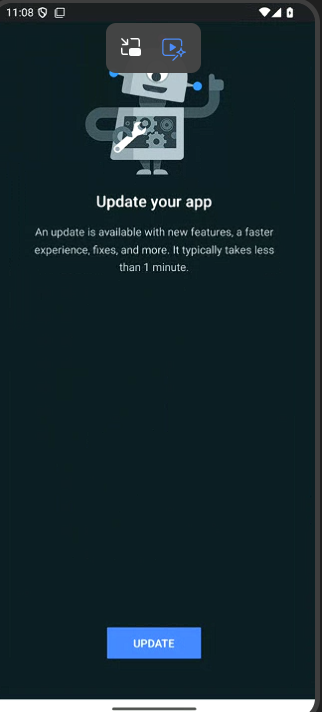 11:08
Update your app
An update is available with new features, a faster
experience, fixes, and more. It typically takes less
than 1 minute.
UPDATE